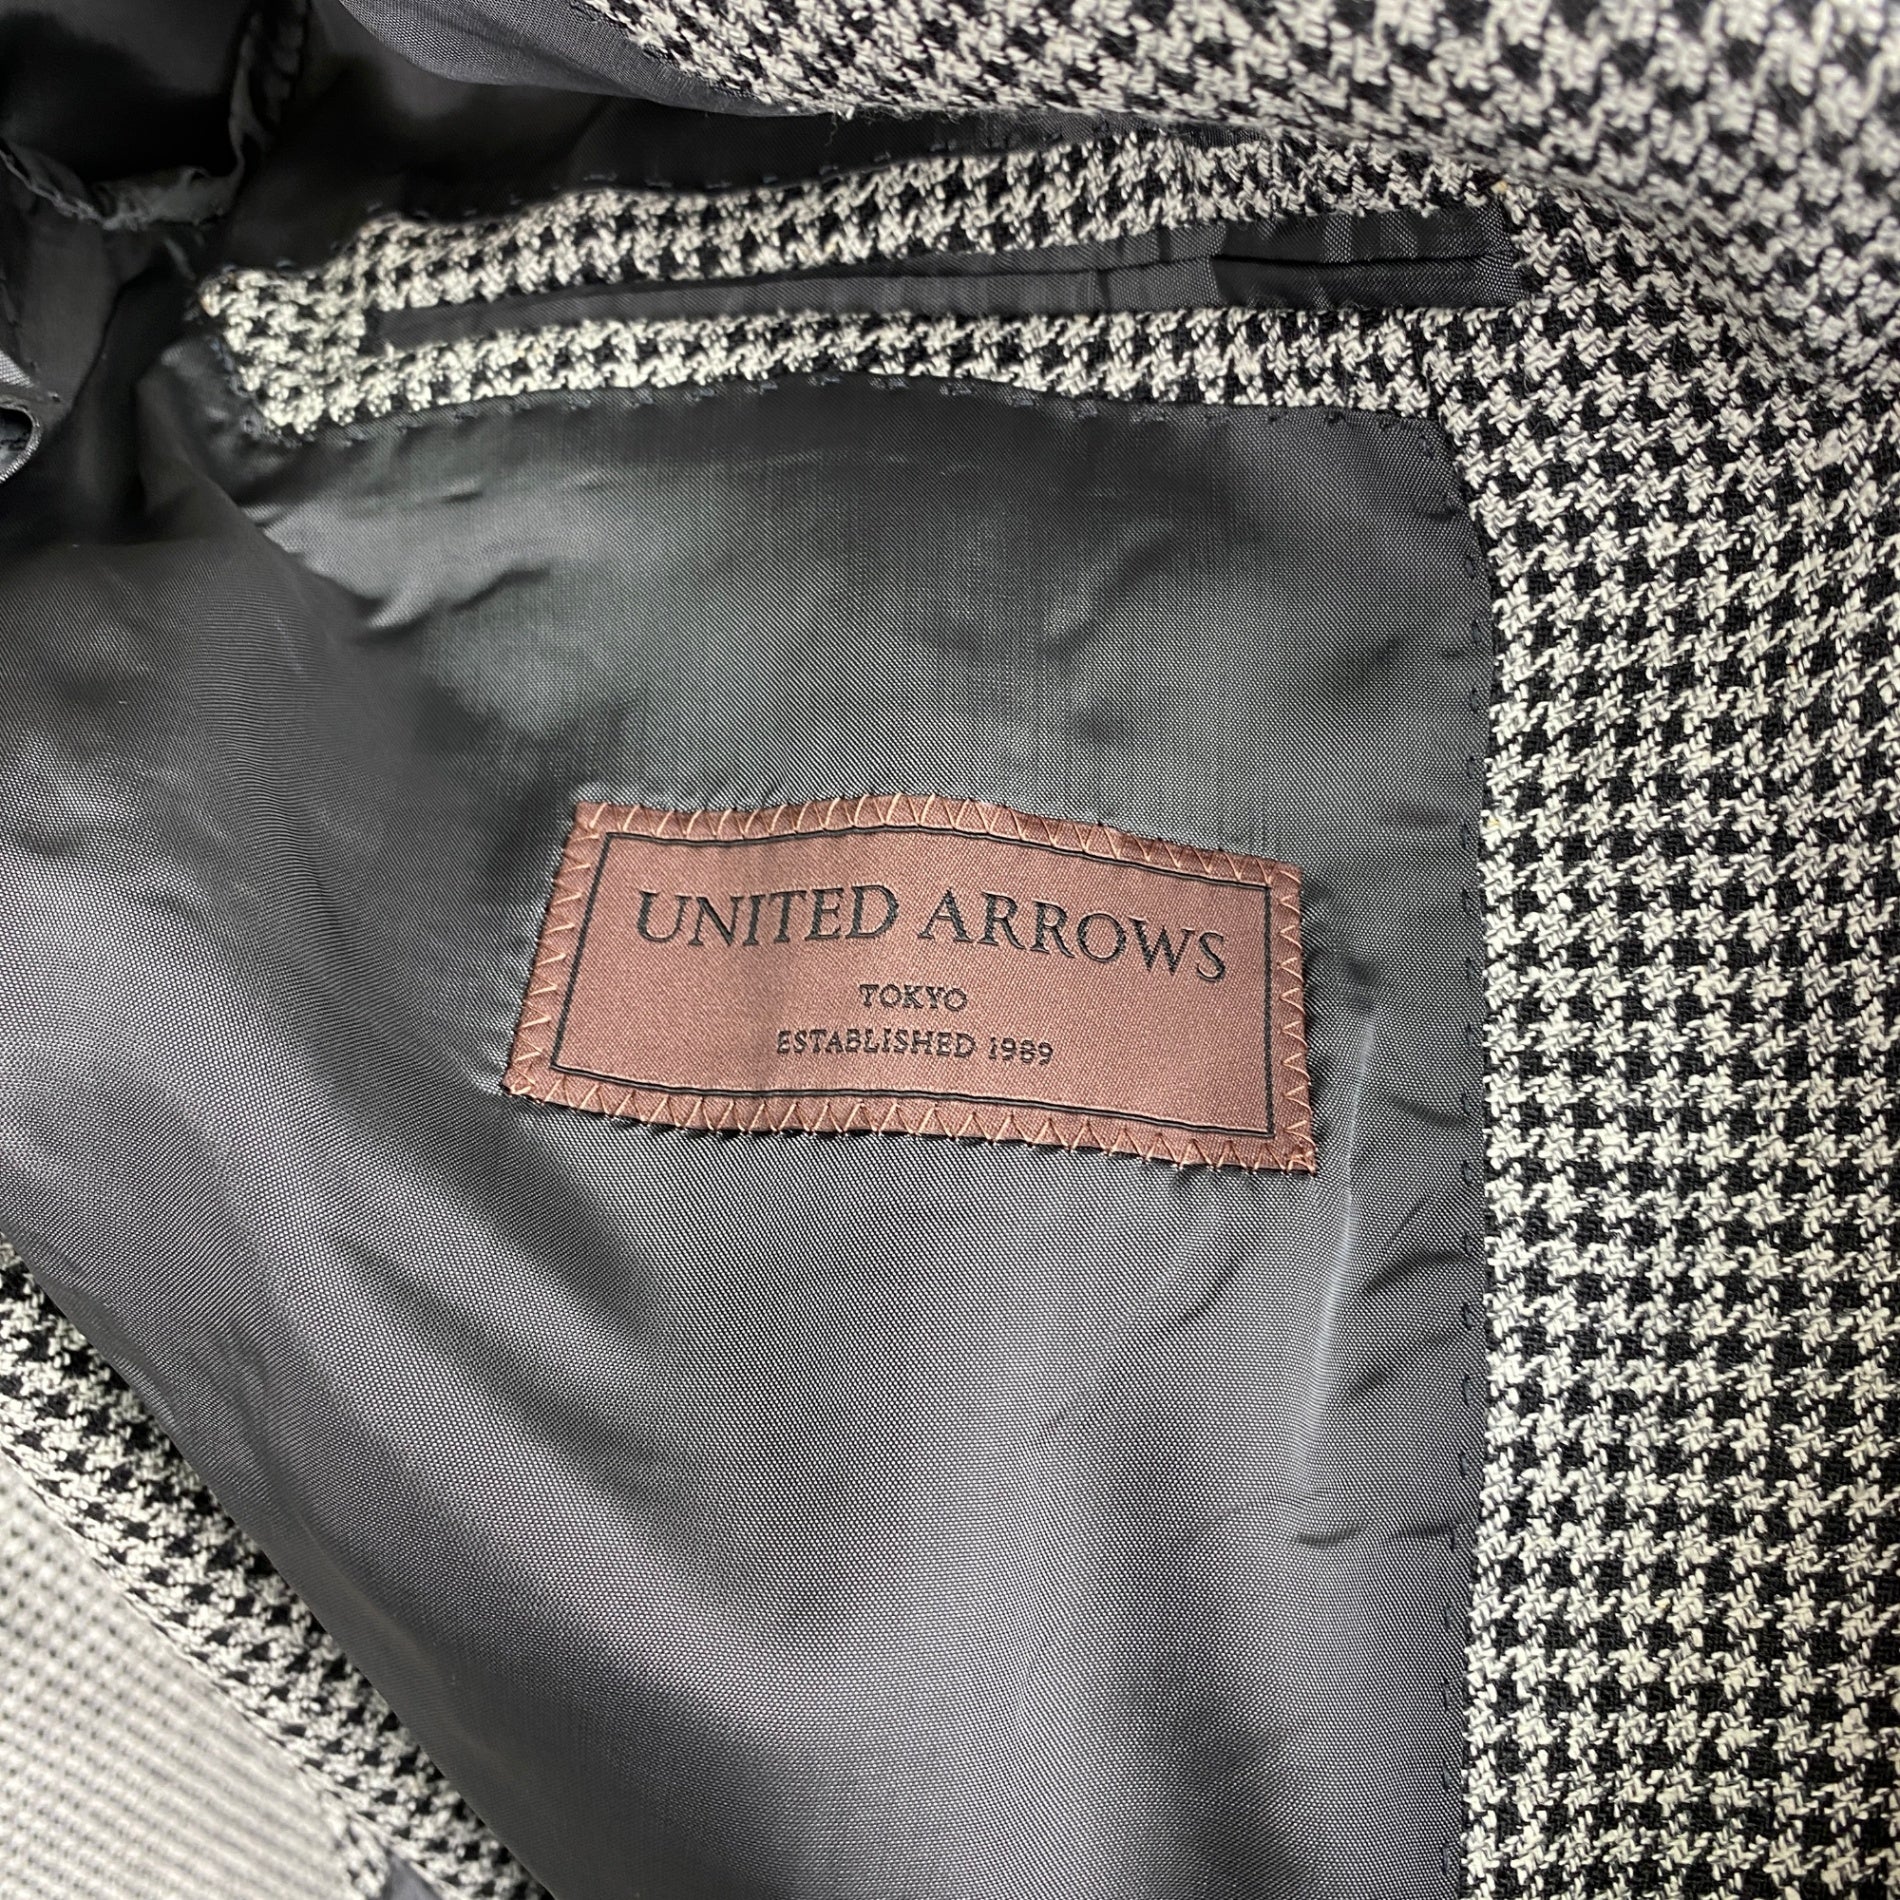 UNITED ARROWS
TOKYO
ESTABLISHED 1989